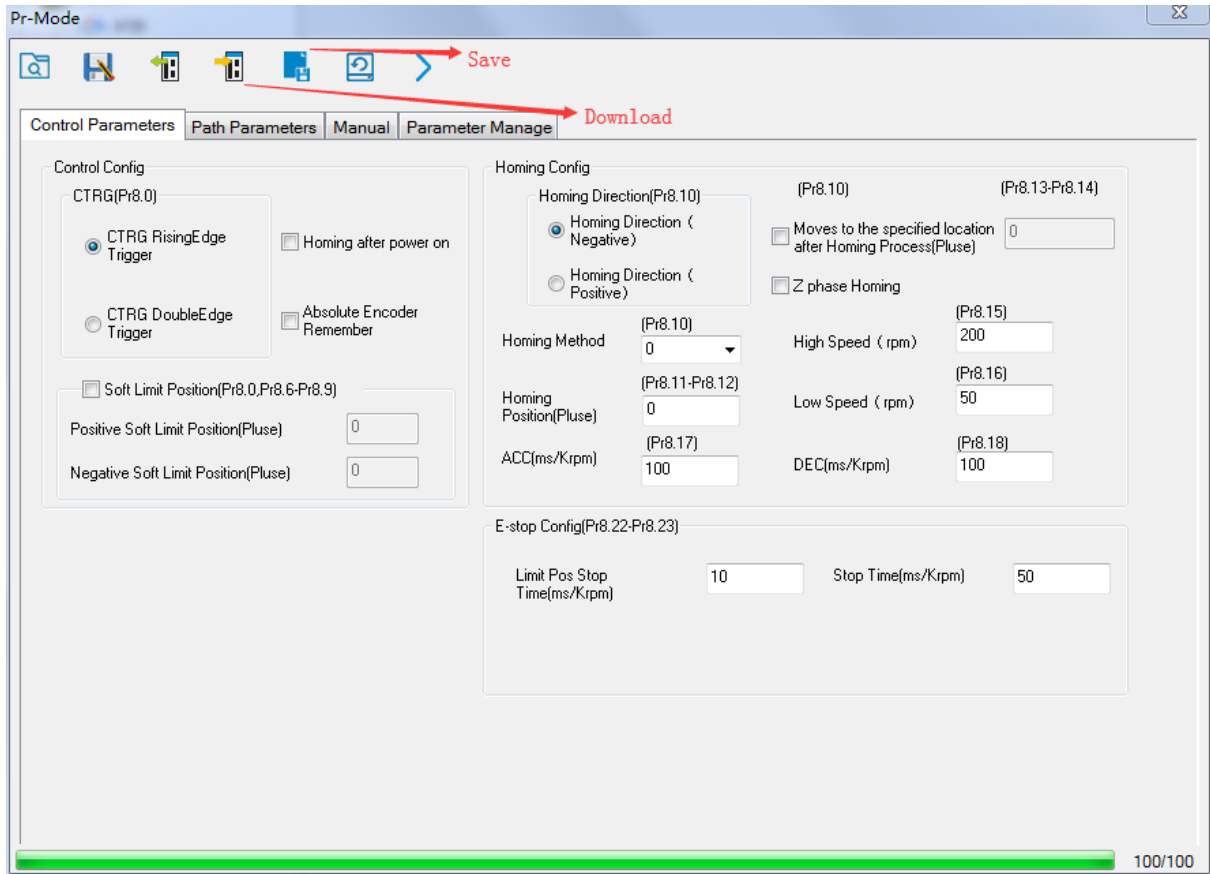 Pr-Mode
Save
Download
Control Parameters
Path Parameters
Manual
Parameter Manage
Control Config
CTRG(Pr8.0)
CTRG RisingEdge
Trigger
CTRG DoubleEdge
Trigger
Homing after power on
Absolute Encoder
Remember
Soft Limit Position(Pr8.0,Pr8.6-Pr8.9)
Positive Soft Limit Position(Pluse)
0
Negative Soft Limit Position(Pluse)
0
Homing Config
Homing Direction(Pr8.10)
Homing Direction (
Negative)
Homing Direction (
Positive)
(Pr8.10)
(Pr8.13-Pr8.14)
Moves to the specified location
after Homing Process(Pluse)
0
Z phase Homing
(Pr8.10)
Homing Method
0
(Pr8.15)
High Speed ( rpm)
200
(Pr8.11-Pr8.12)
Homing
Position(Pluse)
0
(Pr8.16)
Low Speed ( rpm)
50
(Pr8.17)
ACC(ms/Krpm)
100
(Pr8.18)
DEC(ms/Krpm)
100
E-stop Config(Pr8.22-Pr8.23)
Limit Pos Stop
Time(ms/Krpm)
10
Stop Time(ms/Krpm)
50
100/100